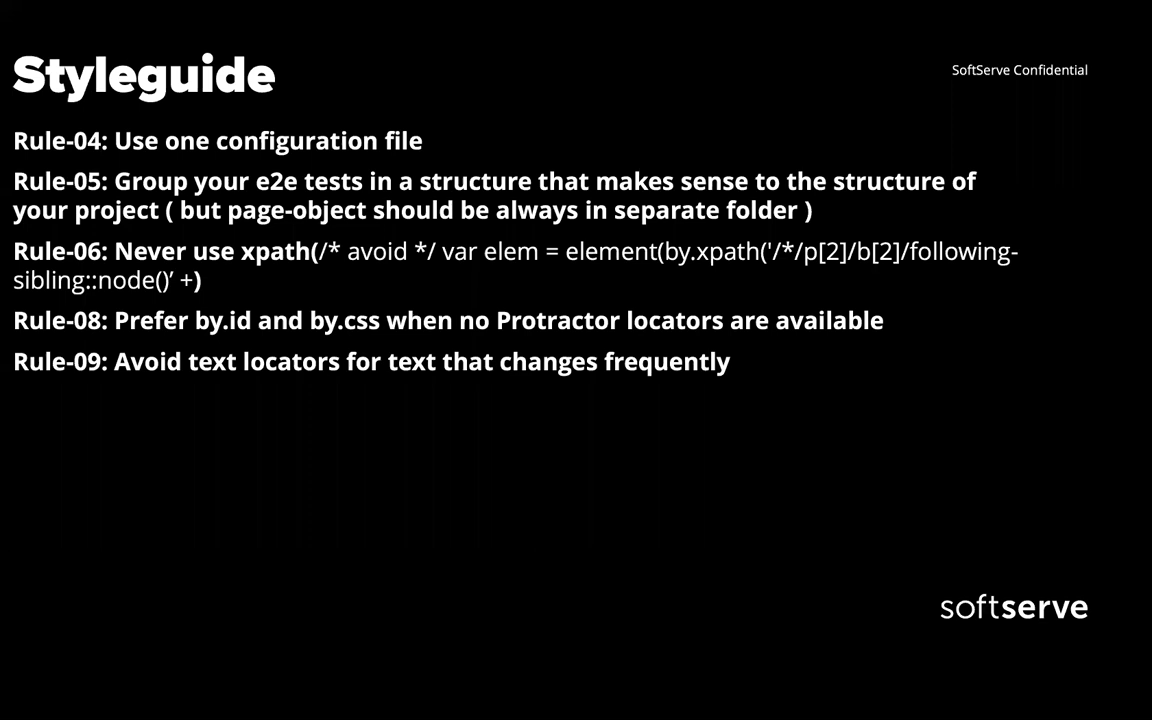 Styleguide
SoftServe Confidential
Rule-04: Use one configuration file
Rule-05: Group your e2e tests in a structure that makes sense to the structure of
your project ( but page-object should be always in separate folder )
Rule-06: Never use xpath(/* avoid */ var elem = element(by.xpath('/*/p[2]/b[2]/following-
sibling::node()’ +)
Rule-08: Prefer by.id and by.css when no Protractor locators are available
Rule-09: Avoid text locators for text that changes frequently
softserve